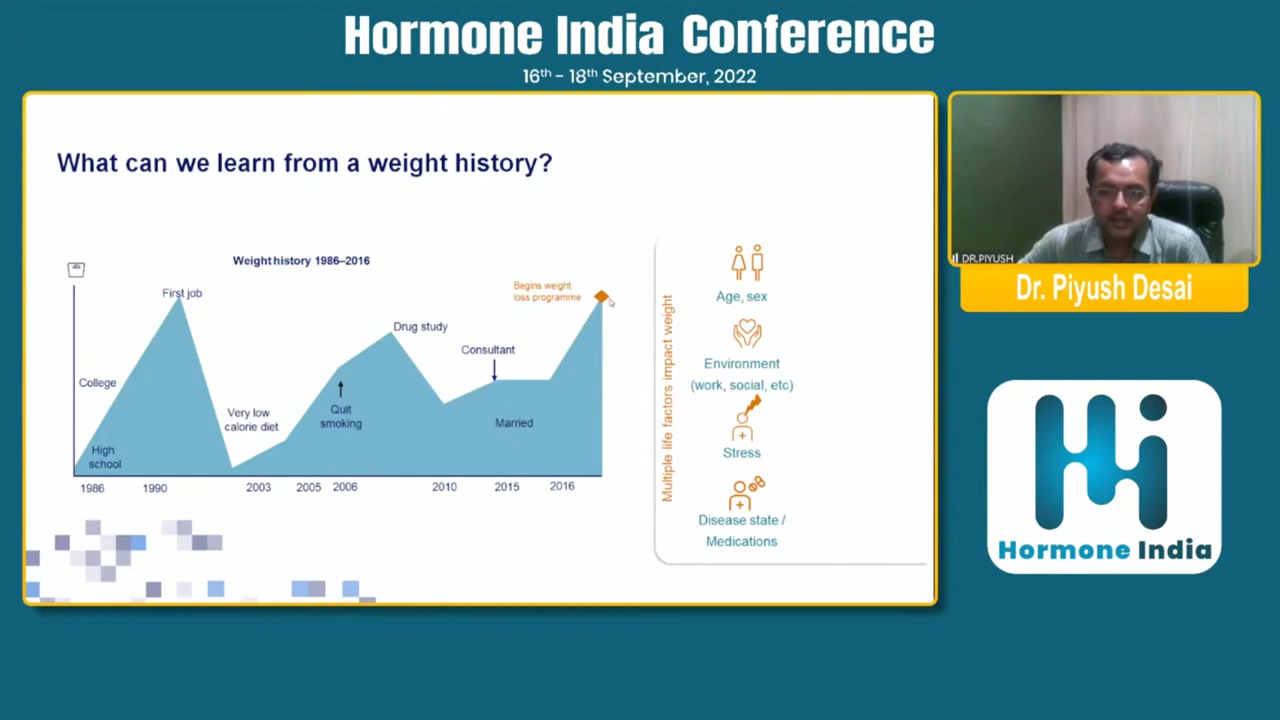 Hormone India Conference
16th - 18th September, 2022
What can we learn from a weight history?
Weight history 1986–2016
First job
Begins weight
loss programme
Drug study
Consultant
College
Very low
calorie diet
Quit
smoking
Married
High
school
1986
1990
2003
2005
2006
2010
2015
2016
Multiple life factors impact weight
Age, sex
Environment
(work, social, etc)
Stress
Disease state /
Medications
DR.PIYUSH
Dr. Piyush Desai
Hormone India